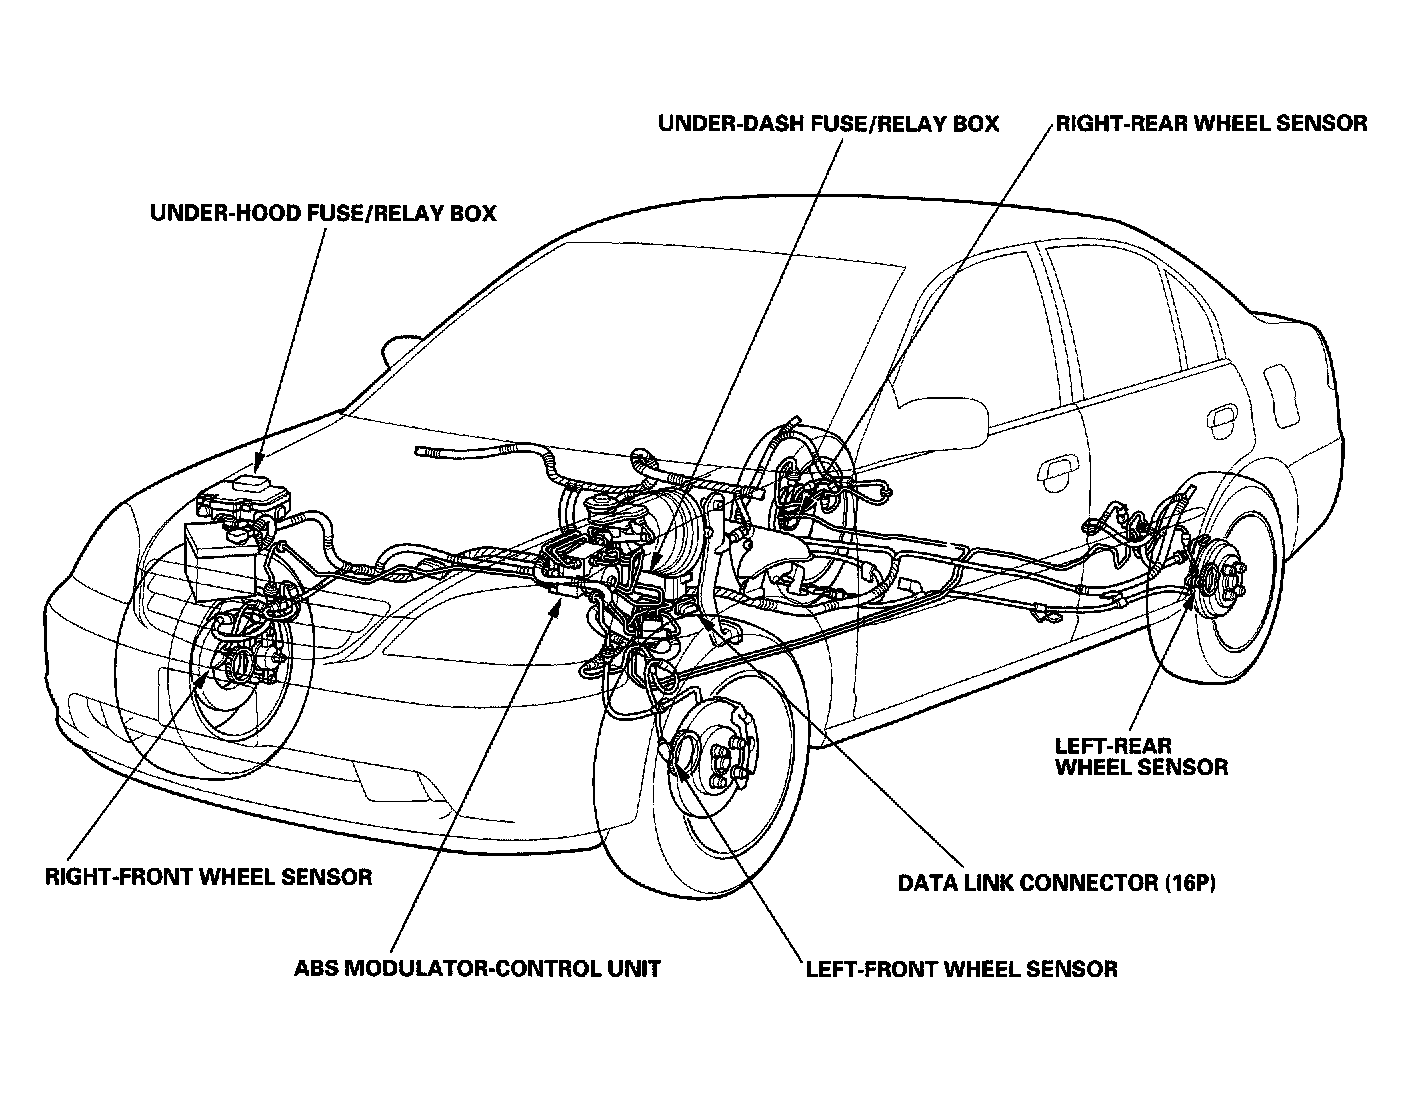 UNDER-DASH FUSE/RELAY BOX
RIGHT-REAR WHEEL SENSOR
UNDER-HOOD FUSE/RELAY BOX
LEFT-REAR
WHEEL SENSOR
RIGHT-FRONT WHEEL SENSOR
DATA LINK CONNECTOR (16P)
ABS MODULATOR-CONTROL UNIT
LEFT-FRONT WHEEL SENSOR